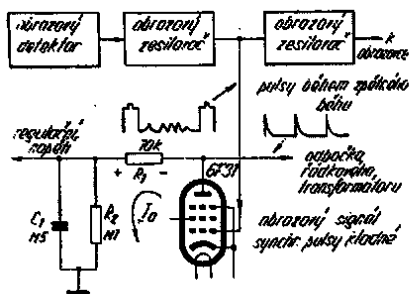 obrazový
detektor
obrazový
zesilovač
obrazový
zesilovač
k
obrazovce
pulsy během zpětného
běhu
regulační
napětí
70k
+ R1 -
6F31
odbočka
řádkového
transformátoru
C1
M5
R2
M1
Ia
obrazový signál
synchr. pulsy kladné